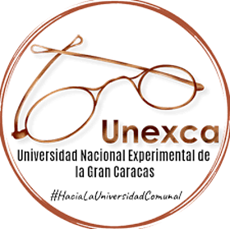 Unexca
Universidad Nacional Experimental de
la Gran Caracas
#HaciaLaUniversidadComunal